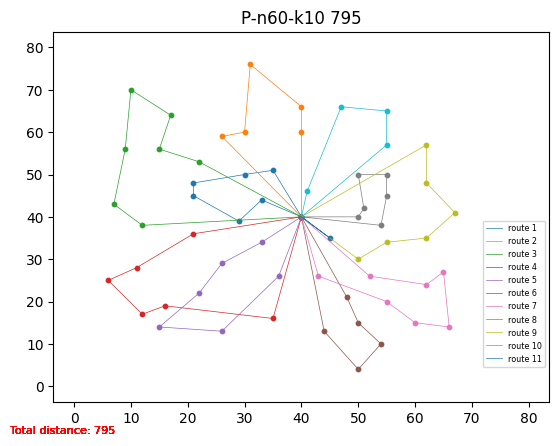 P-n60-k10 795
80
70
60
50
40
30
20
10
0
0 10 20 30 40 50 60 70 80
route 1
route 2
route 3
route 4
route 5
route 6
route 7
route 8
route 9
route 10
route 11
Total distance: 795